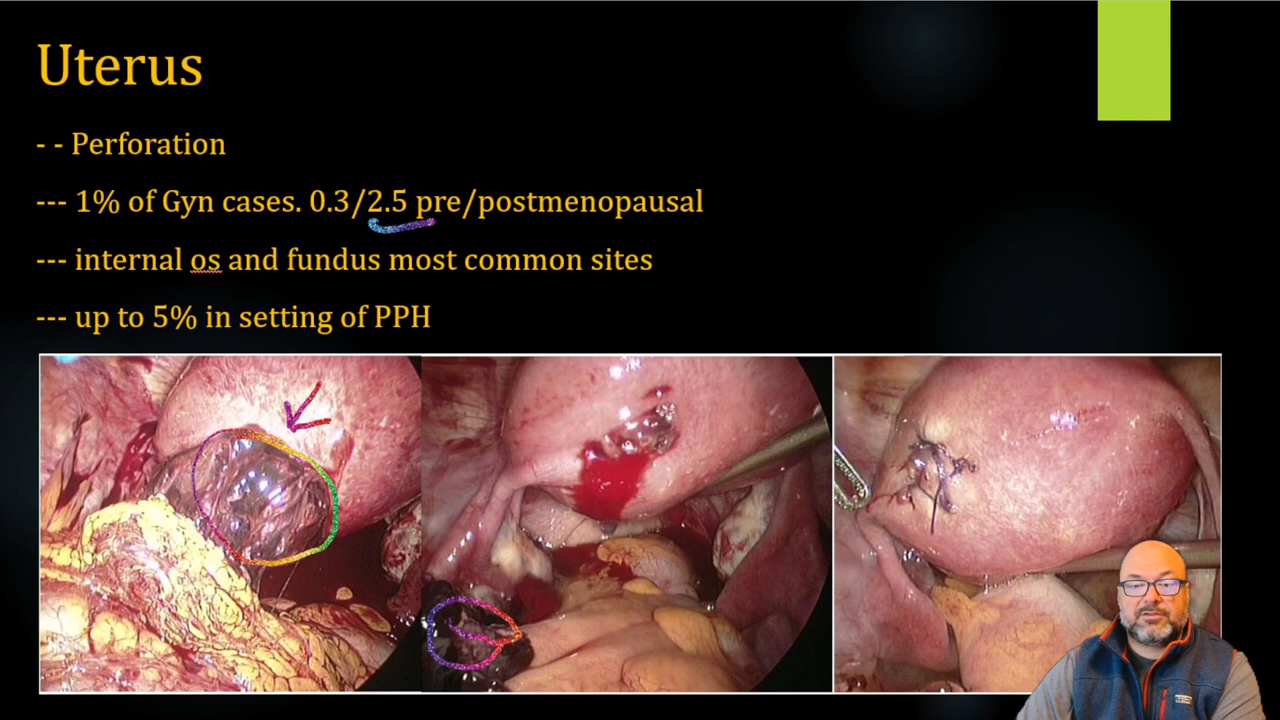 Uterus
- - Perforation
--- 1% of Gyn cases. 0.3/2.5 pre/postmenopausal
--- internal os and fundus most common sites
--- up to 5% in setting of PPH